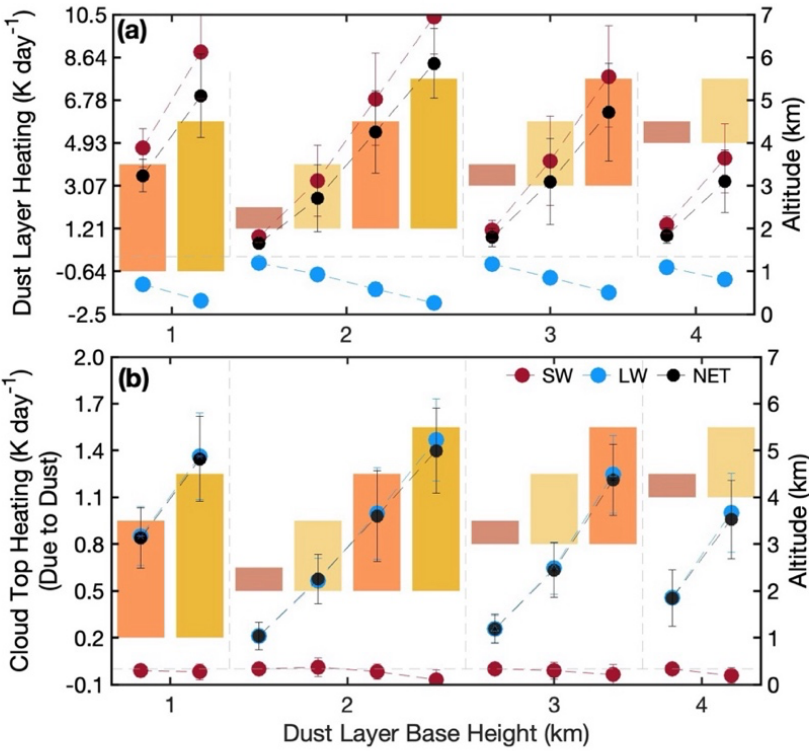 (a)
Dust Layer Heating (K day-1)
10.5
8.64
6.78
4.93
3.07
1.21
-0.64
-2.5
7
6
5
4
3
2
1
0
Altitude (km)
1 2 3 4
(b)
SW LW NET
Cloud Top Heating (K day-1)
(Due to Dust)
2.0
1.7
1.4
1.1
0.8
0.5
0.2
-0.1
7
6
5
4
3
2
1
0
Altitude (km)
1 2 3 4
Dust Layer Base Height (km)